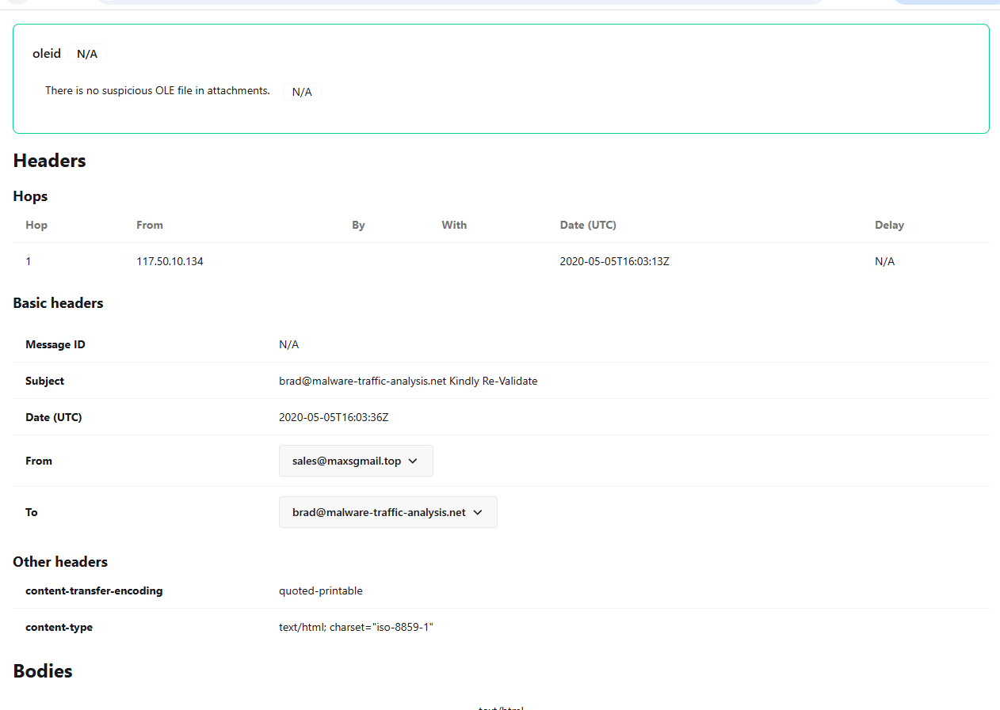 oleid N/A
There is no suspicious OLE file in attachments. N/A
Headers
Hops
Hop From By With Date (UTC) Delay
1 117.50.10.134 2020-05-05T16:03:13Z N/A
Basic headers
Message ID N/A
Subject brad@malware-traffic-analysis.net Kindly Re-Validate
Date (UTC) 2020-05-05T16:03:36Z
From sales@maxsgmail.top
To brad@malware-traffic-analysis.net
Other headers
content-transfer-encoding quoted-printable
content-type text/html; charset="iso-8859-1"
Bodies
text/html